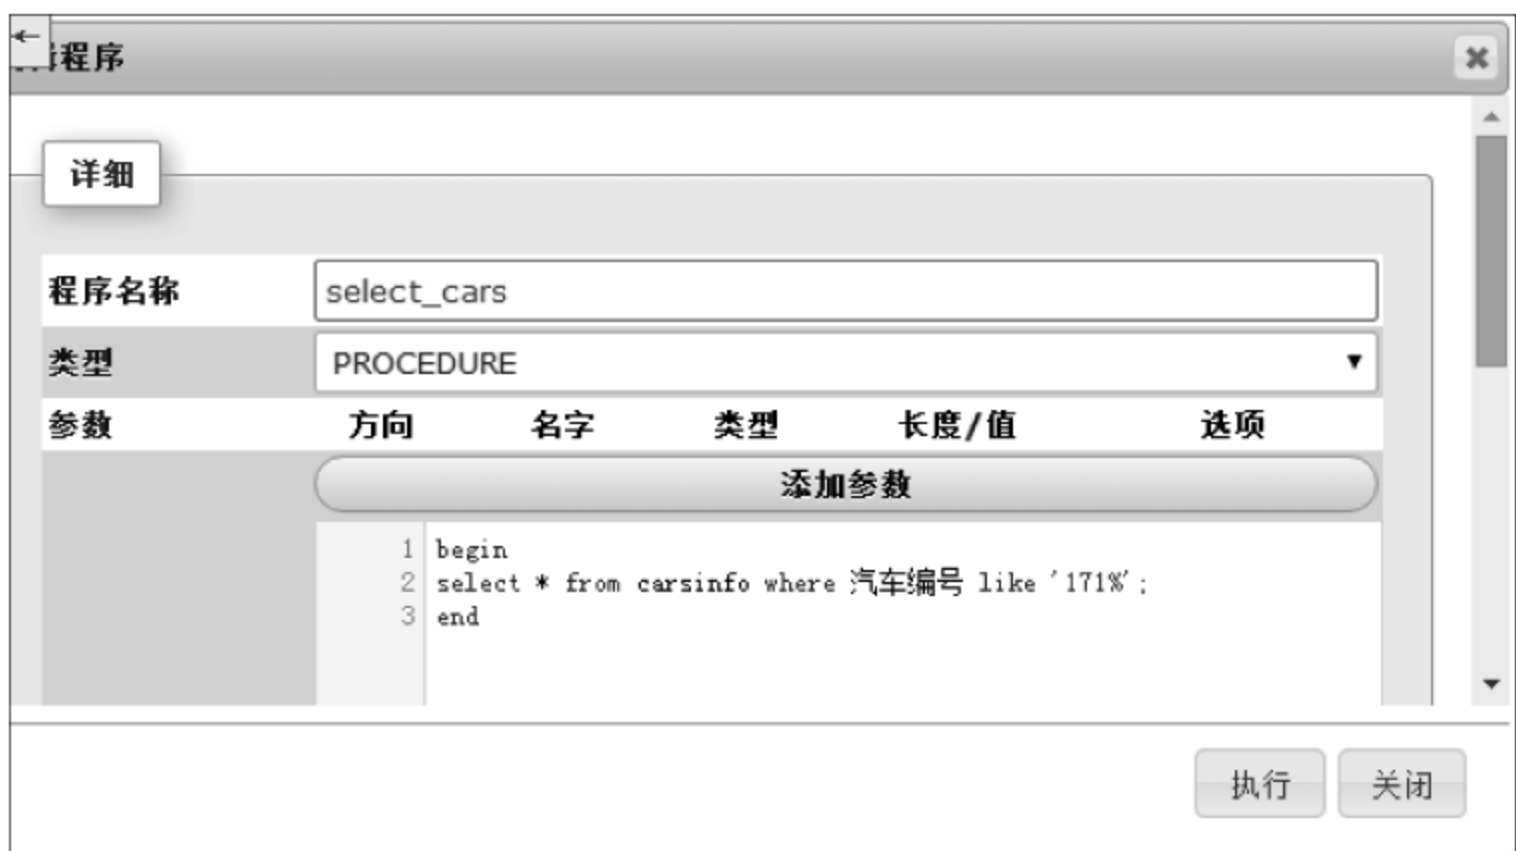 程序
详细
程序名称 select_cars
类型 PROCEDURE
参数 方向 名字 类型 长度/值 选项
添加参数
1 begin
2 select * from carsinfo where 汽车编号 like '171%';
3 end
执行 关闭